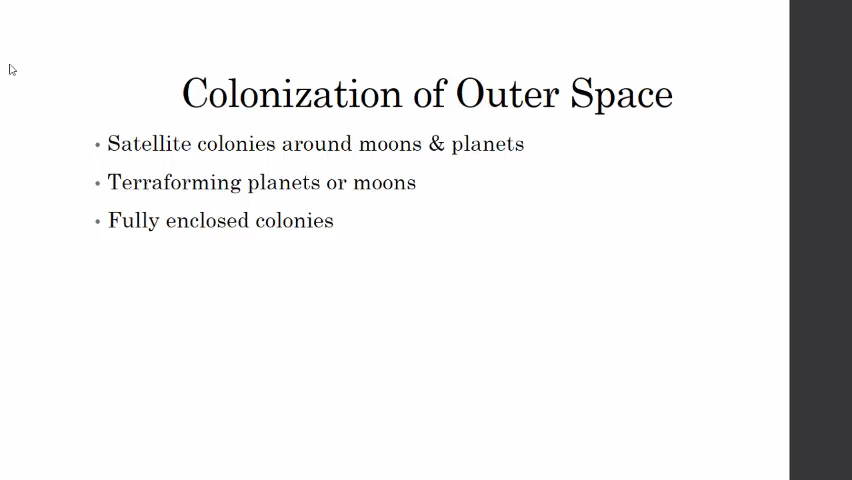 Colonization of Outer Space
• Satellite colonies around moons & planets
• Terraforming planets or moons
• Fully enclosed colonies